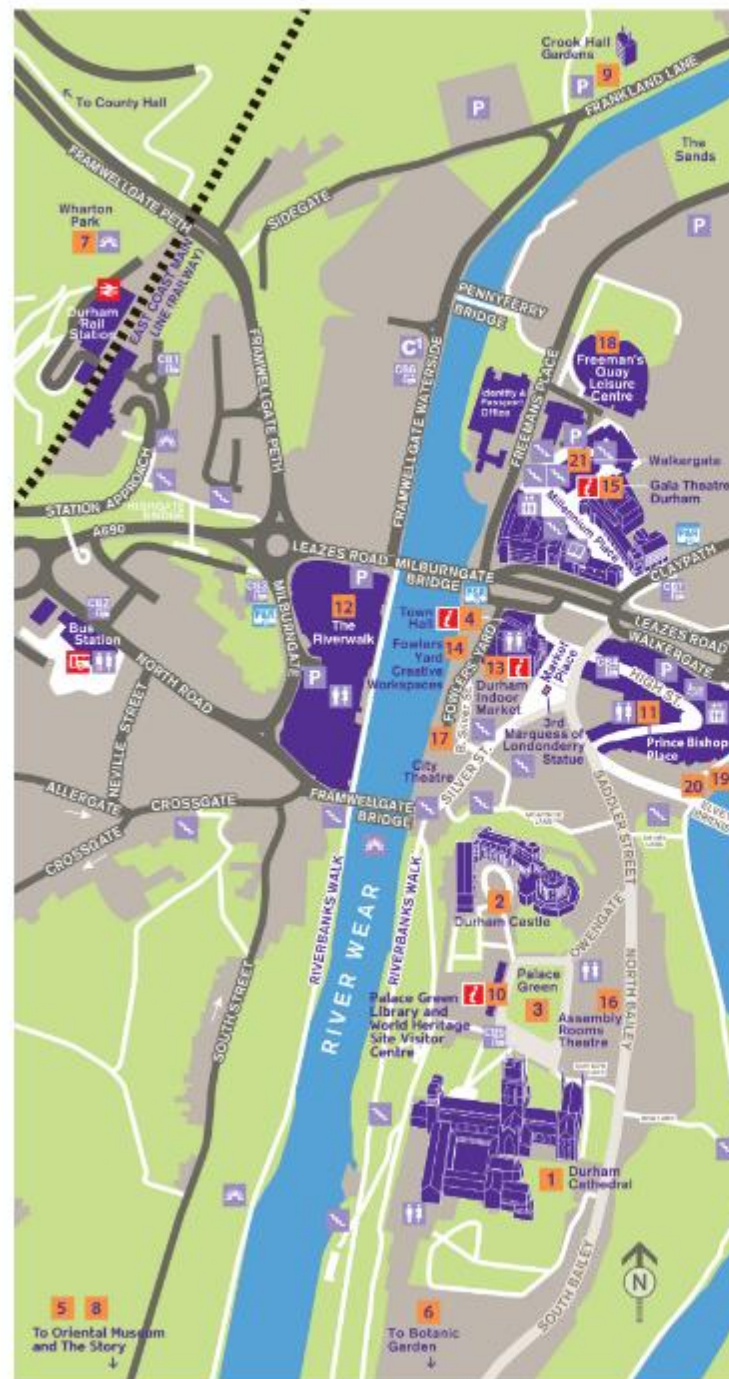 Crook Hall
Gardens
9
P
FRANKLAND LANE
To County Hall
P
The
Sands
FRAMWELLGATE PETH
SIDEGATE
P
Wharton
Park
7
Durham
Rail
Station
EAST COAST MAIN
LINE (RAILWAY)
PENNYFERRY
BRIDGE
CB1
FRAMWELLGATE PETH
FRAMWELLGATE WATERSIDE
FREEMANS PLACE
18
Freeman's
Quay
Leisure
Centre
Identity &
Passport
Office
P
21
Walkergate
15
Gala Theatre
Durham
Millennium Place
STATION APPROACH
A690
LEAZES ROAD
MILBURNGATE
BRIDGE
CLAYPATH
LEAZES ROAD
WALKERGATE
CB3
MILBURNGATE
P
12
The
Riverwalk
P
CB2
Bus
Station
NORTH ROAD
NEVILLE STREET
Town
Hall
4
Fowlers
Yard
Creative
Workspaces
14
FOWLERS YARD
13
Durham
Indoor
Market
Market
Place
3rd
Marquess of
Londonderry
Statue
HIGH ST.
P
11
Prince Bishops
Place
17
City
Theatre
B. Silver St.
SILVER ST.
20
19
ALLERGATE
CROSSGATE
CROSSGATE
FRAMWELLGATE
BRIDGE
SADDLER STREET
RIVERBANKS WALK
RIVER WEAR
RIVERBANKS WALK
2
Durham Castle
OWENGATE
SOUTH STREET
10
Palace Green
Library and
World Heritage
Site Visitor
Centre
Palace
Green
3
16
Assembly
Rooms
Theatre
NORTH BAILEY
1
Durham
Cathedral
SOUTH BAILEY
N
5
8
To Oriental Museum
and The Story
6
To Botanic
Garden